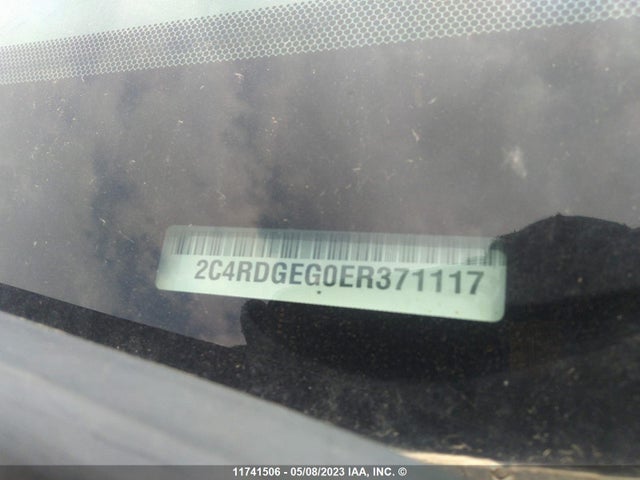 2C4RDGEG0ER371117
11741506 - 05/08/2023 IAA, INC. ©